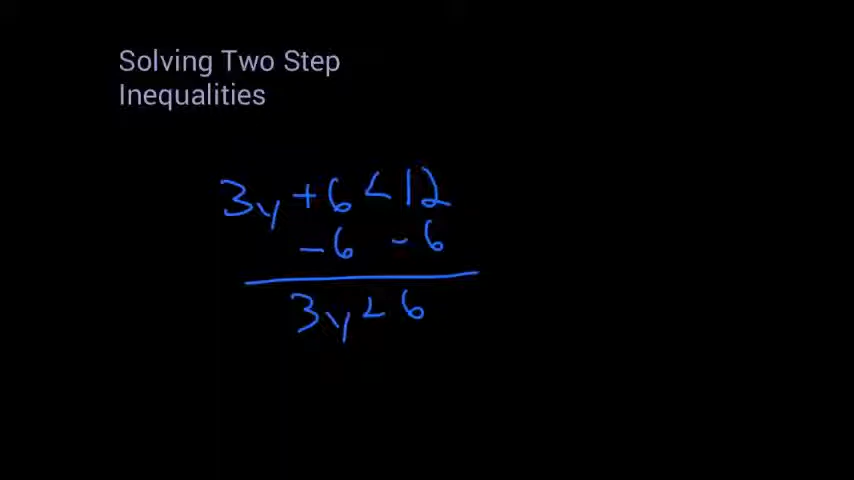 Solving Two Step
Inequalities
3y + 6 < 12
- 6 - 6
3y < 6